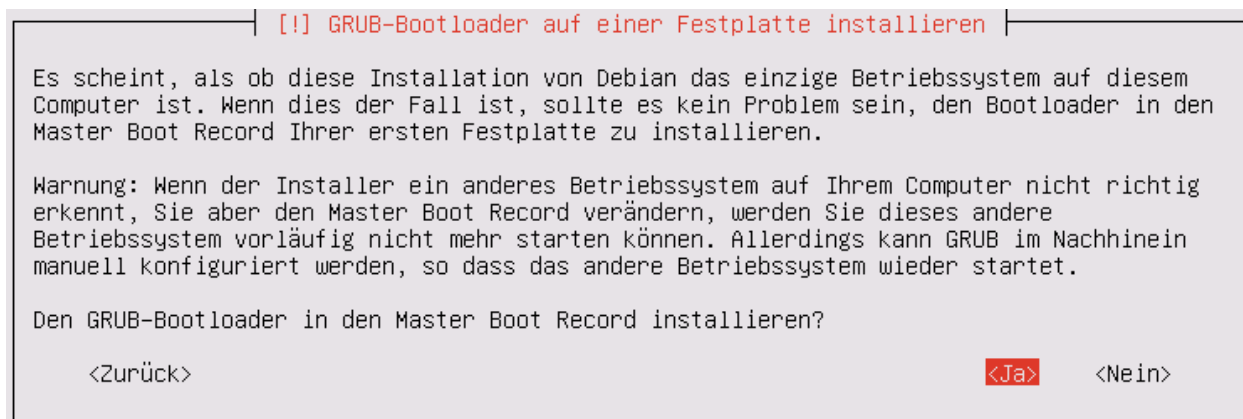 [!] GRUB-Bootloader auf einer Festplatte installieren
Es scheint, als ob diese Installation von Debian das einzige Betriebssystem auf diesem
Computer ist. Wenn dies der Fall ist, sollte es kein Problem sein, den Bootloader in den
Master Boot Record Ihrer ersten Festplatte zu installieren.
Warnung: Wenn der Installer ein anderes Betriebssystem auf Ihrem Computer nicht richtig
erkennt, Sie aber den Master Boot Record verändern, werden Sie dieses andere
Betriebssystem vorläufig nicht mehr starten können. Allerdings kann GRUB im Nachhinein
manuell konfiguriert werden, so dass das andere Betriebssystem wieder startet.
Den GRUB-Bootloader in den Master Boot Record installieren?
<Zurück> <Ja> <Nein>